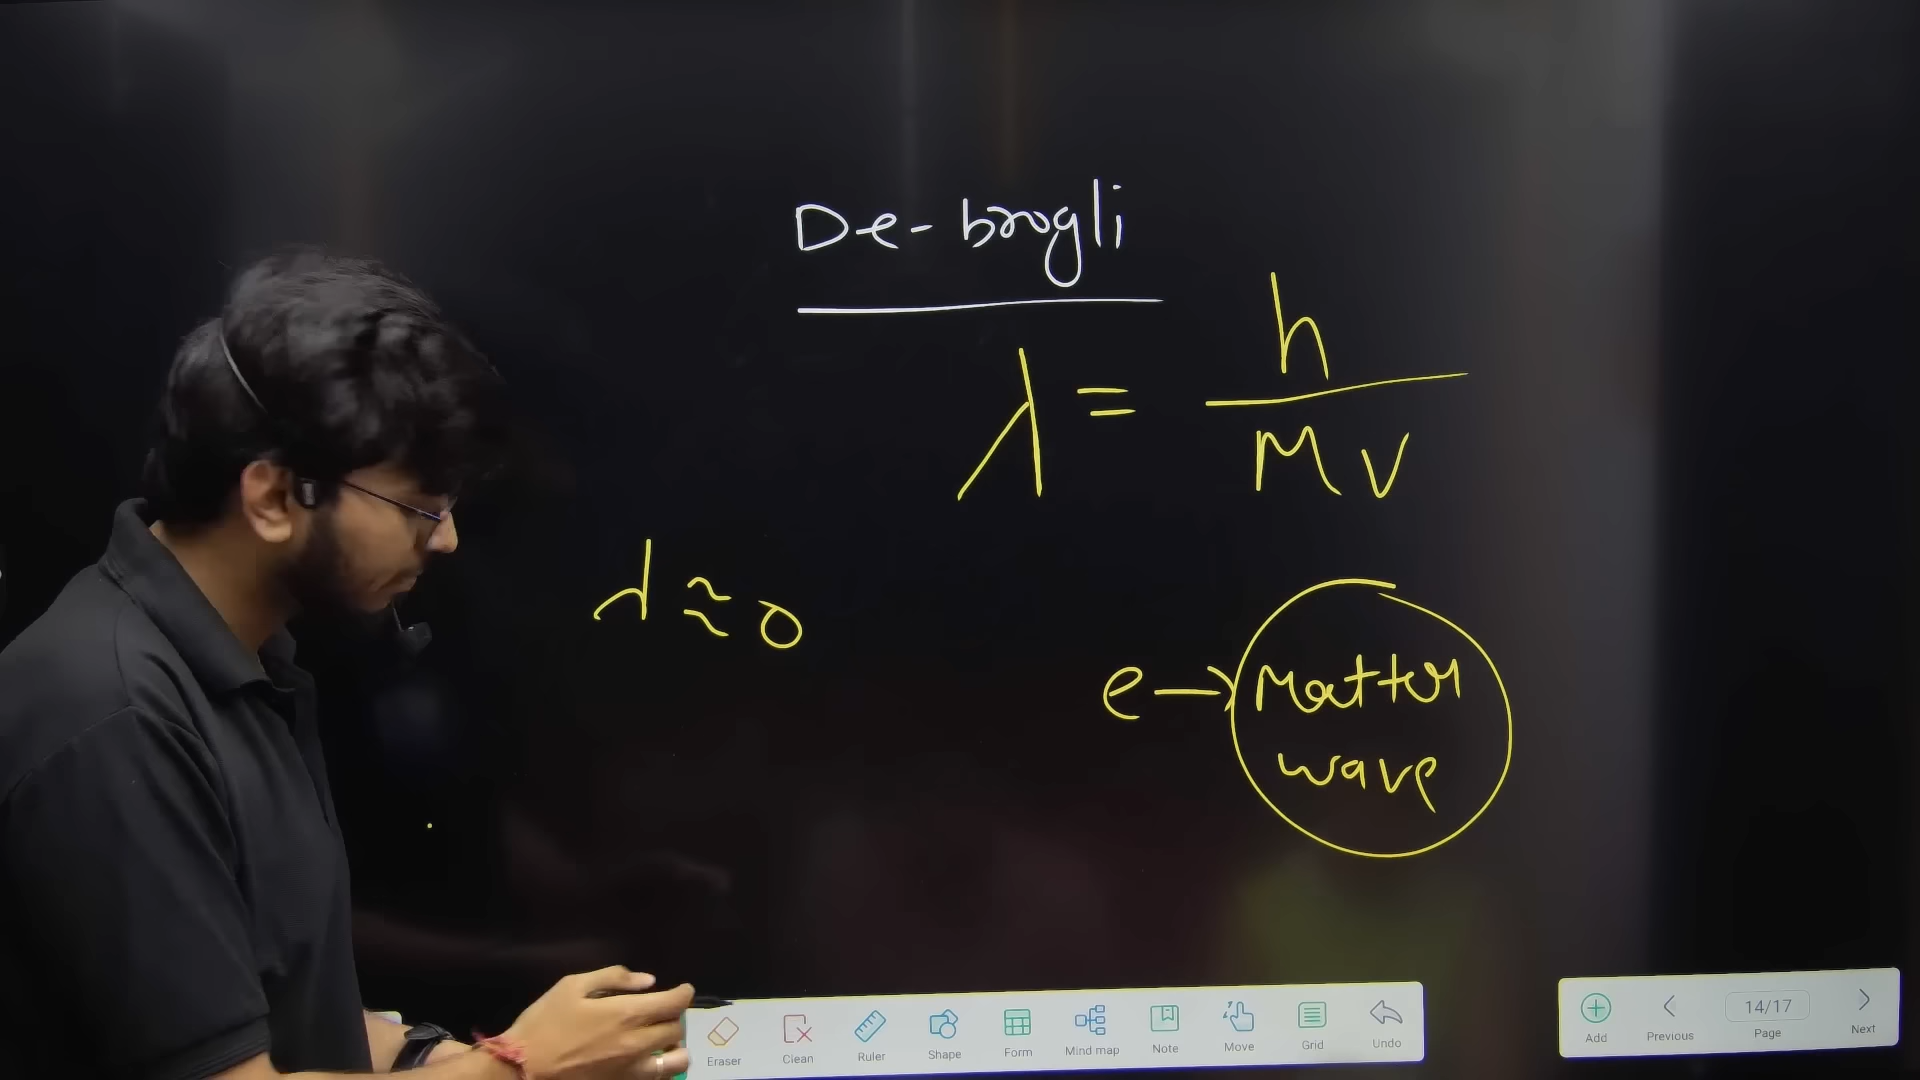 De-brogli
λ = h / Mv
λ ≈ 0
e → Matter
wave
Eraser Clean Ruler Shape Form Mind map Note Move Grid Undo
Add Previous 14/17 Page Next